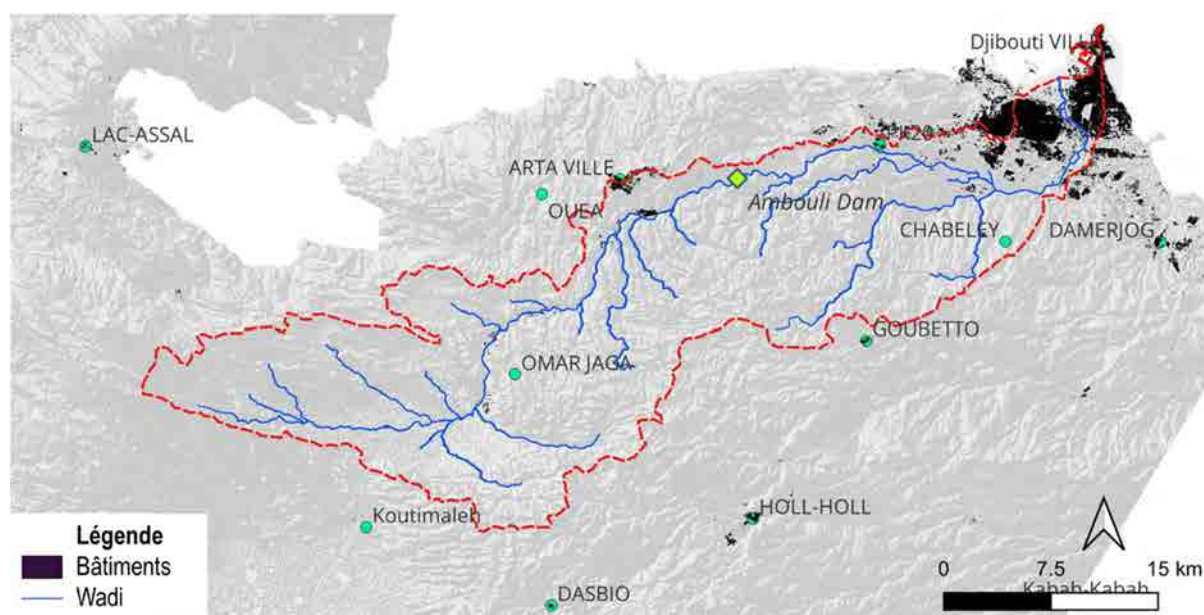 Djibouti VILLE
LAC-ASSAL
PK20
ARTA VILLE
OUEA
Ambouli Dam
CHABELEY
DAMERJOG
GOUBETTO
OMAR JAGA
HOLL-HOLL
Koutimaleh
DASBIO
Légende
Bâtiments
Wadi
0 7.5 15 km
Kabah-Kabah